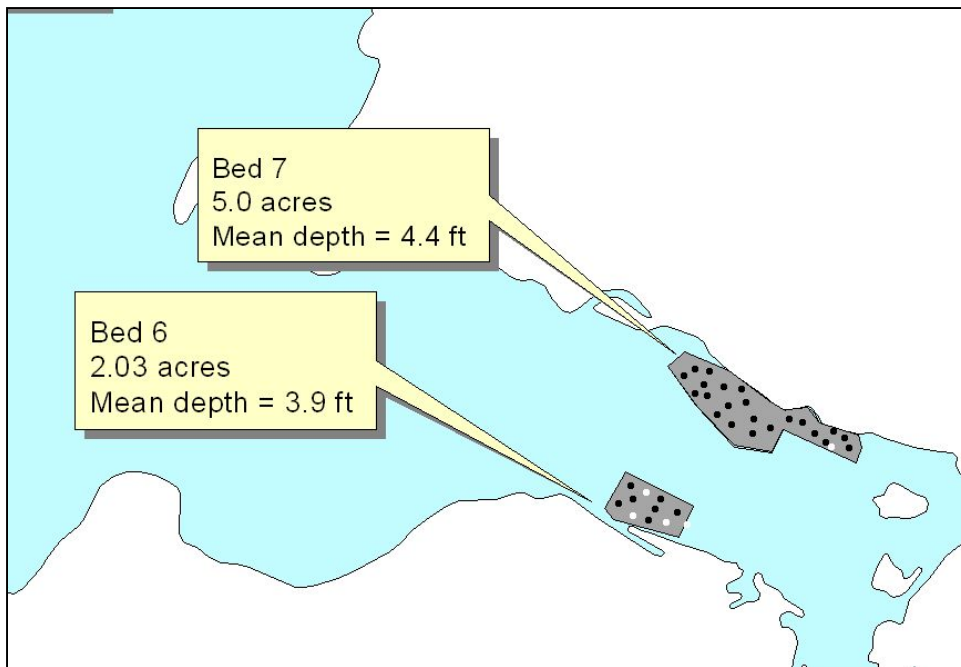 Bed 7
5.0 acres
Mean depth = 4.4 ft
Bed 6
2.03 acres
Mean depth = 3.9 ft